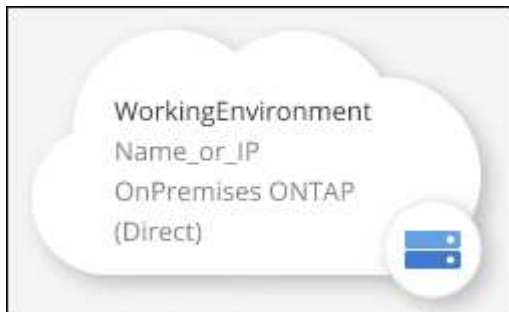 WorkingEnvironment
Name_or_IP
OnPremises ONTAP
(Direct)